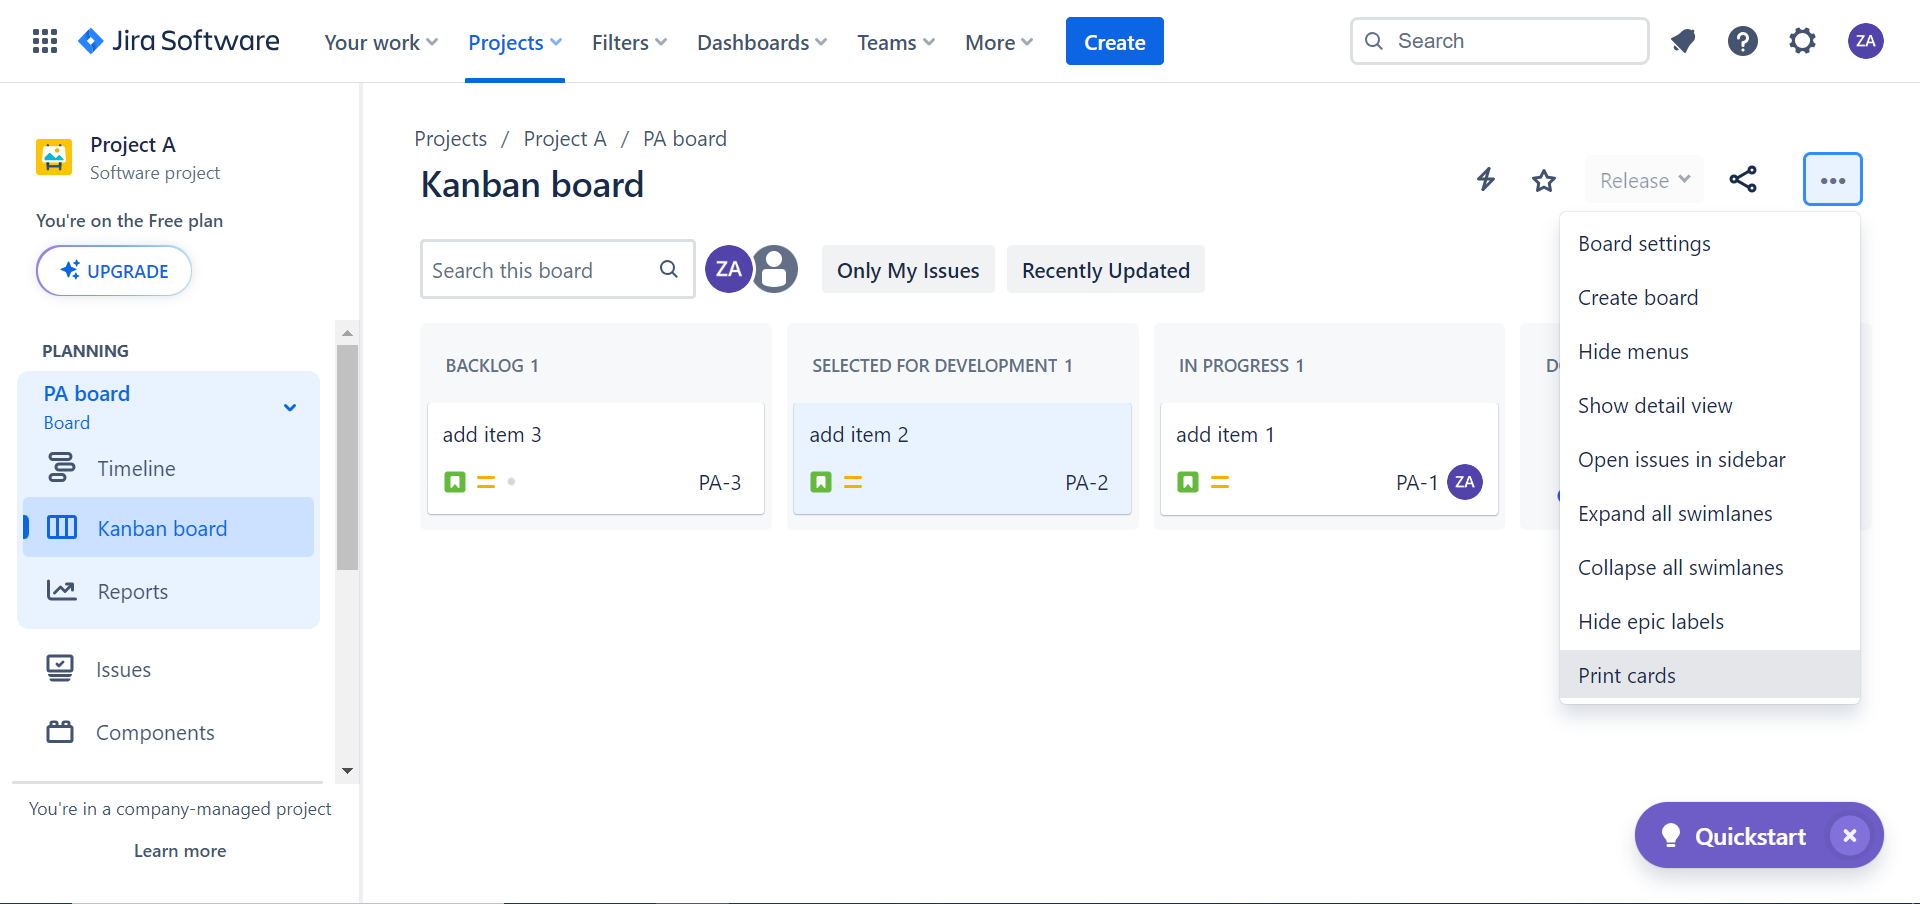 Jira Software
Your work
Projects
Filters
Dashboards
Teams
More
Create
Search
ZA
Project A
Software project
You're on the Free plan
UPGRADE
PLANNING
PA board
Board
Timeline
Kanban board
Reports
Issues
Components
You're in a company-managed project
Learn more
Projects / Project A / PA board
Kanban board
Release
Search this board
ZA
Only My Issues
Recently Updated
BACKLOG 1
add item 3
PA-3
SELECTED FOR DEVELOPMENT 1
add item 2
PA-2
IN PROGRESS 1
add item 1
PA-1
ZA
Board settings
Create board
Hide menus
Show detail view
Open issues in sidebar
Expand all swimlanes
Collapse all swimlanes
Hide epic labels
Print cards
Quickstart